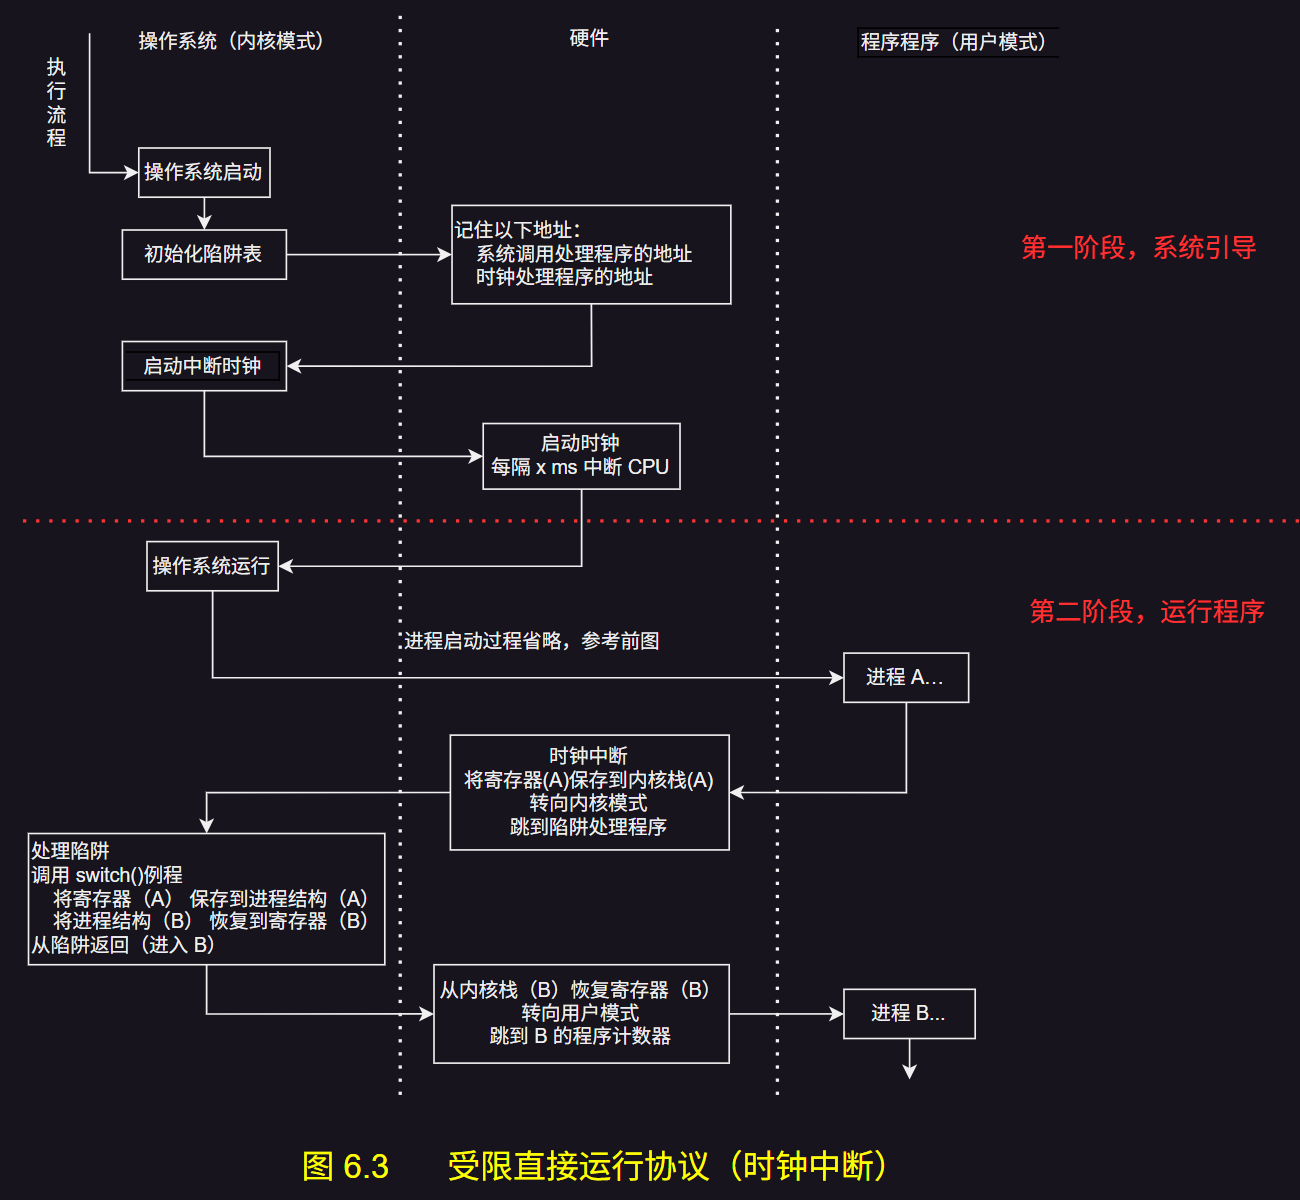 操作系统（内核模式）
硬件
程序程序（用户模式）
执
行
流
程
操作系统启动
初始化陷阱表
记住以下地址：
系统调用处理程序的地址
时钟处理程序的地址
第一阶段，系统引导
启动中断时钟
启动时钟
每隔 x ms 中断 CPU
操作系统运行
第二阶段，运行程序
进程启动过程省略，参考前图
进程 A…
时钟中断
将寄存器(A)保存到内核栈(A)
转向内核模式
跳到陷阱处理程序
处理陷阱
调用 switch()例程
将寄存器（A） 保存到进程结构（A）
将进程结构（B） 恢复到寄存器（B）
从陷阱返回（进入 B）
从内核栈（B）恢复寄存器（B）
转向用户模式
跳到 B 的程序计数器
进程 B...
图 6.3 受限直接运行协议（时钟中断）